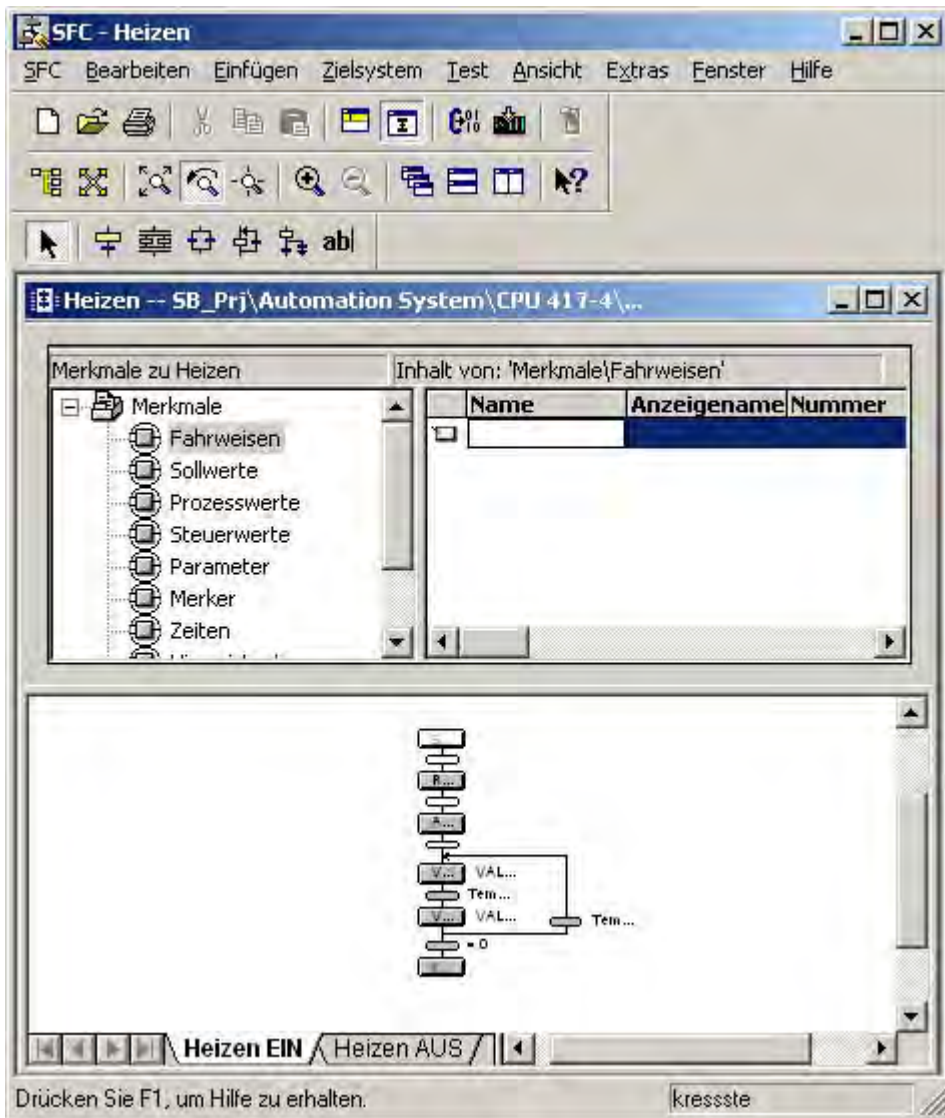 SFC - Heizen
SFC Bearbeiten Einfügen Zielsystem Test Ansicht Extras Fenster Hilfe
abl
Heizen -- SB_Prj\Automation System\CPU 417-4\...
Merkmale zu Heizen
Inhalt von: 'Merkmale\Fahrweisen'
Merkmale
Name Anzeigename Nummer
Fahrweisen
Sollwerte
Prozesswerte
Steuerwerte
Parameter
Merker
Zeiten
R...
A...
V... VAL...
Tem...
V... VAL...
Tem...
= 0
Heizen EIN Heizen AUS
Drücken Sie F1, um Hilfe zu erhalten. kressste